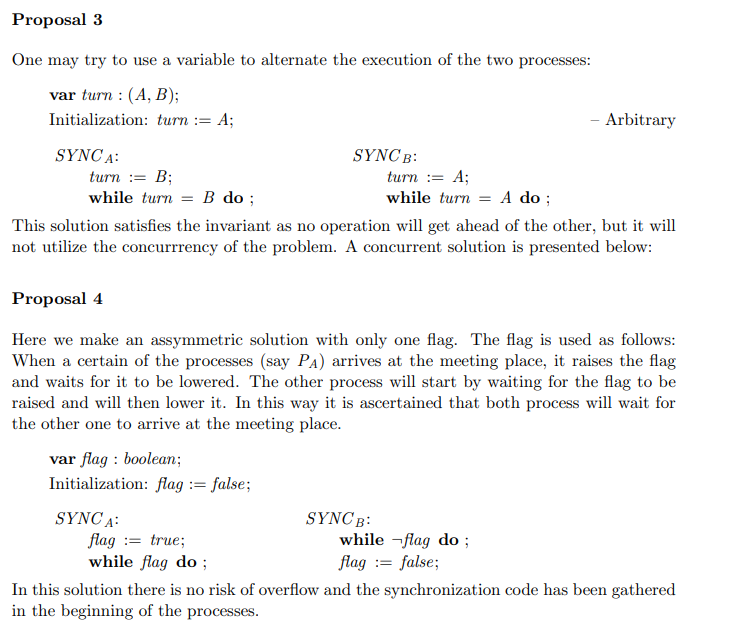 Proposal 3
One may try to use a variable to alternate the execution of the two processes:
var turn : (A, B);
Initialization: turn := A; – Arbitrary
SYNC_A: SYNC_B:
turn := B; turn := A;
while turn = B do ; while turn = A do ;
This solution satisfies the invariant as no operation will get ahead of the other, but it will
not utilize the concurrrency of the problem. A concurrent solution is presented below:
Proposal 4
Here we make an assymmetric solution with only one flag. The flag is used as follows:
When a certain of the processes (say P_A) arrives at the meeting place, it raises the flag
and waits for it to be lowered. The other process will start by waiting for the flag to be
raised and will then lower it. In this way it is ascertained that both process will wait for
the other one to arrive at the meeting place.
var flag : boolean;
Initialization: flag := false;
SYNC_A: SYNC_B:
flag := true; while ¬flag do ;
while flag do ; flag := false;
In this solution there is no risk of overflow and the synchronization code has been gathered
in the beginning of the processes.